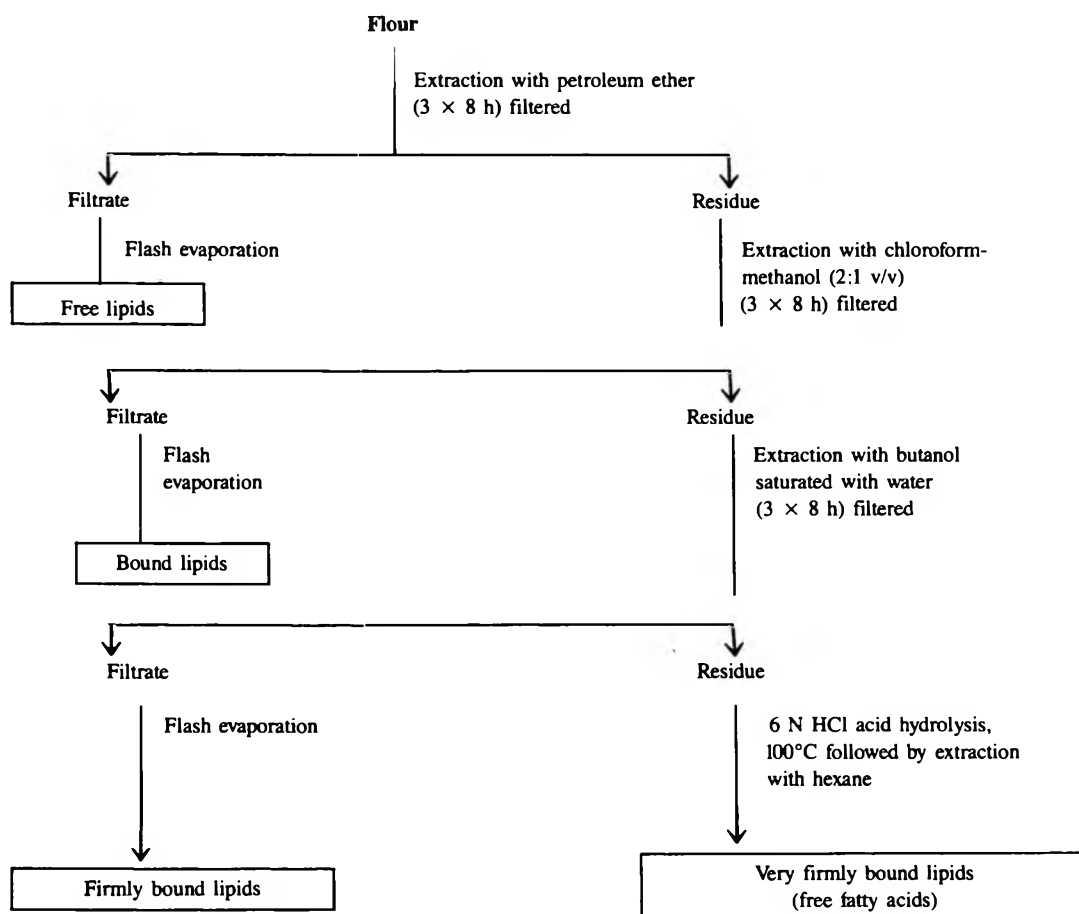 Flour
Extraction with petroleum ether
(3 × 8 h) filtered
Filtrate
Residue
Flash evaporation
Extraction with chloroform-
methanol (2:1 v/v)
(3 × 8 h) filtered
Free lipids
Filtrate
Residue
Flash
evaporation
Extraction with butanol
saturated with water
(3 × 8 h) filtered
Bound lipids
Filtrate
Residue
Flash evaporation
6 N HCl acid hydrolysis,
100°C followed by extraction
with hexane
Firmly bound lipids
Very firmly bound lipids
(free fatty acids)